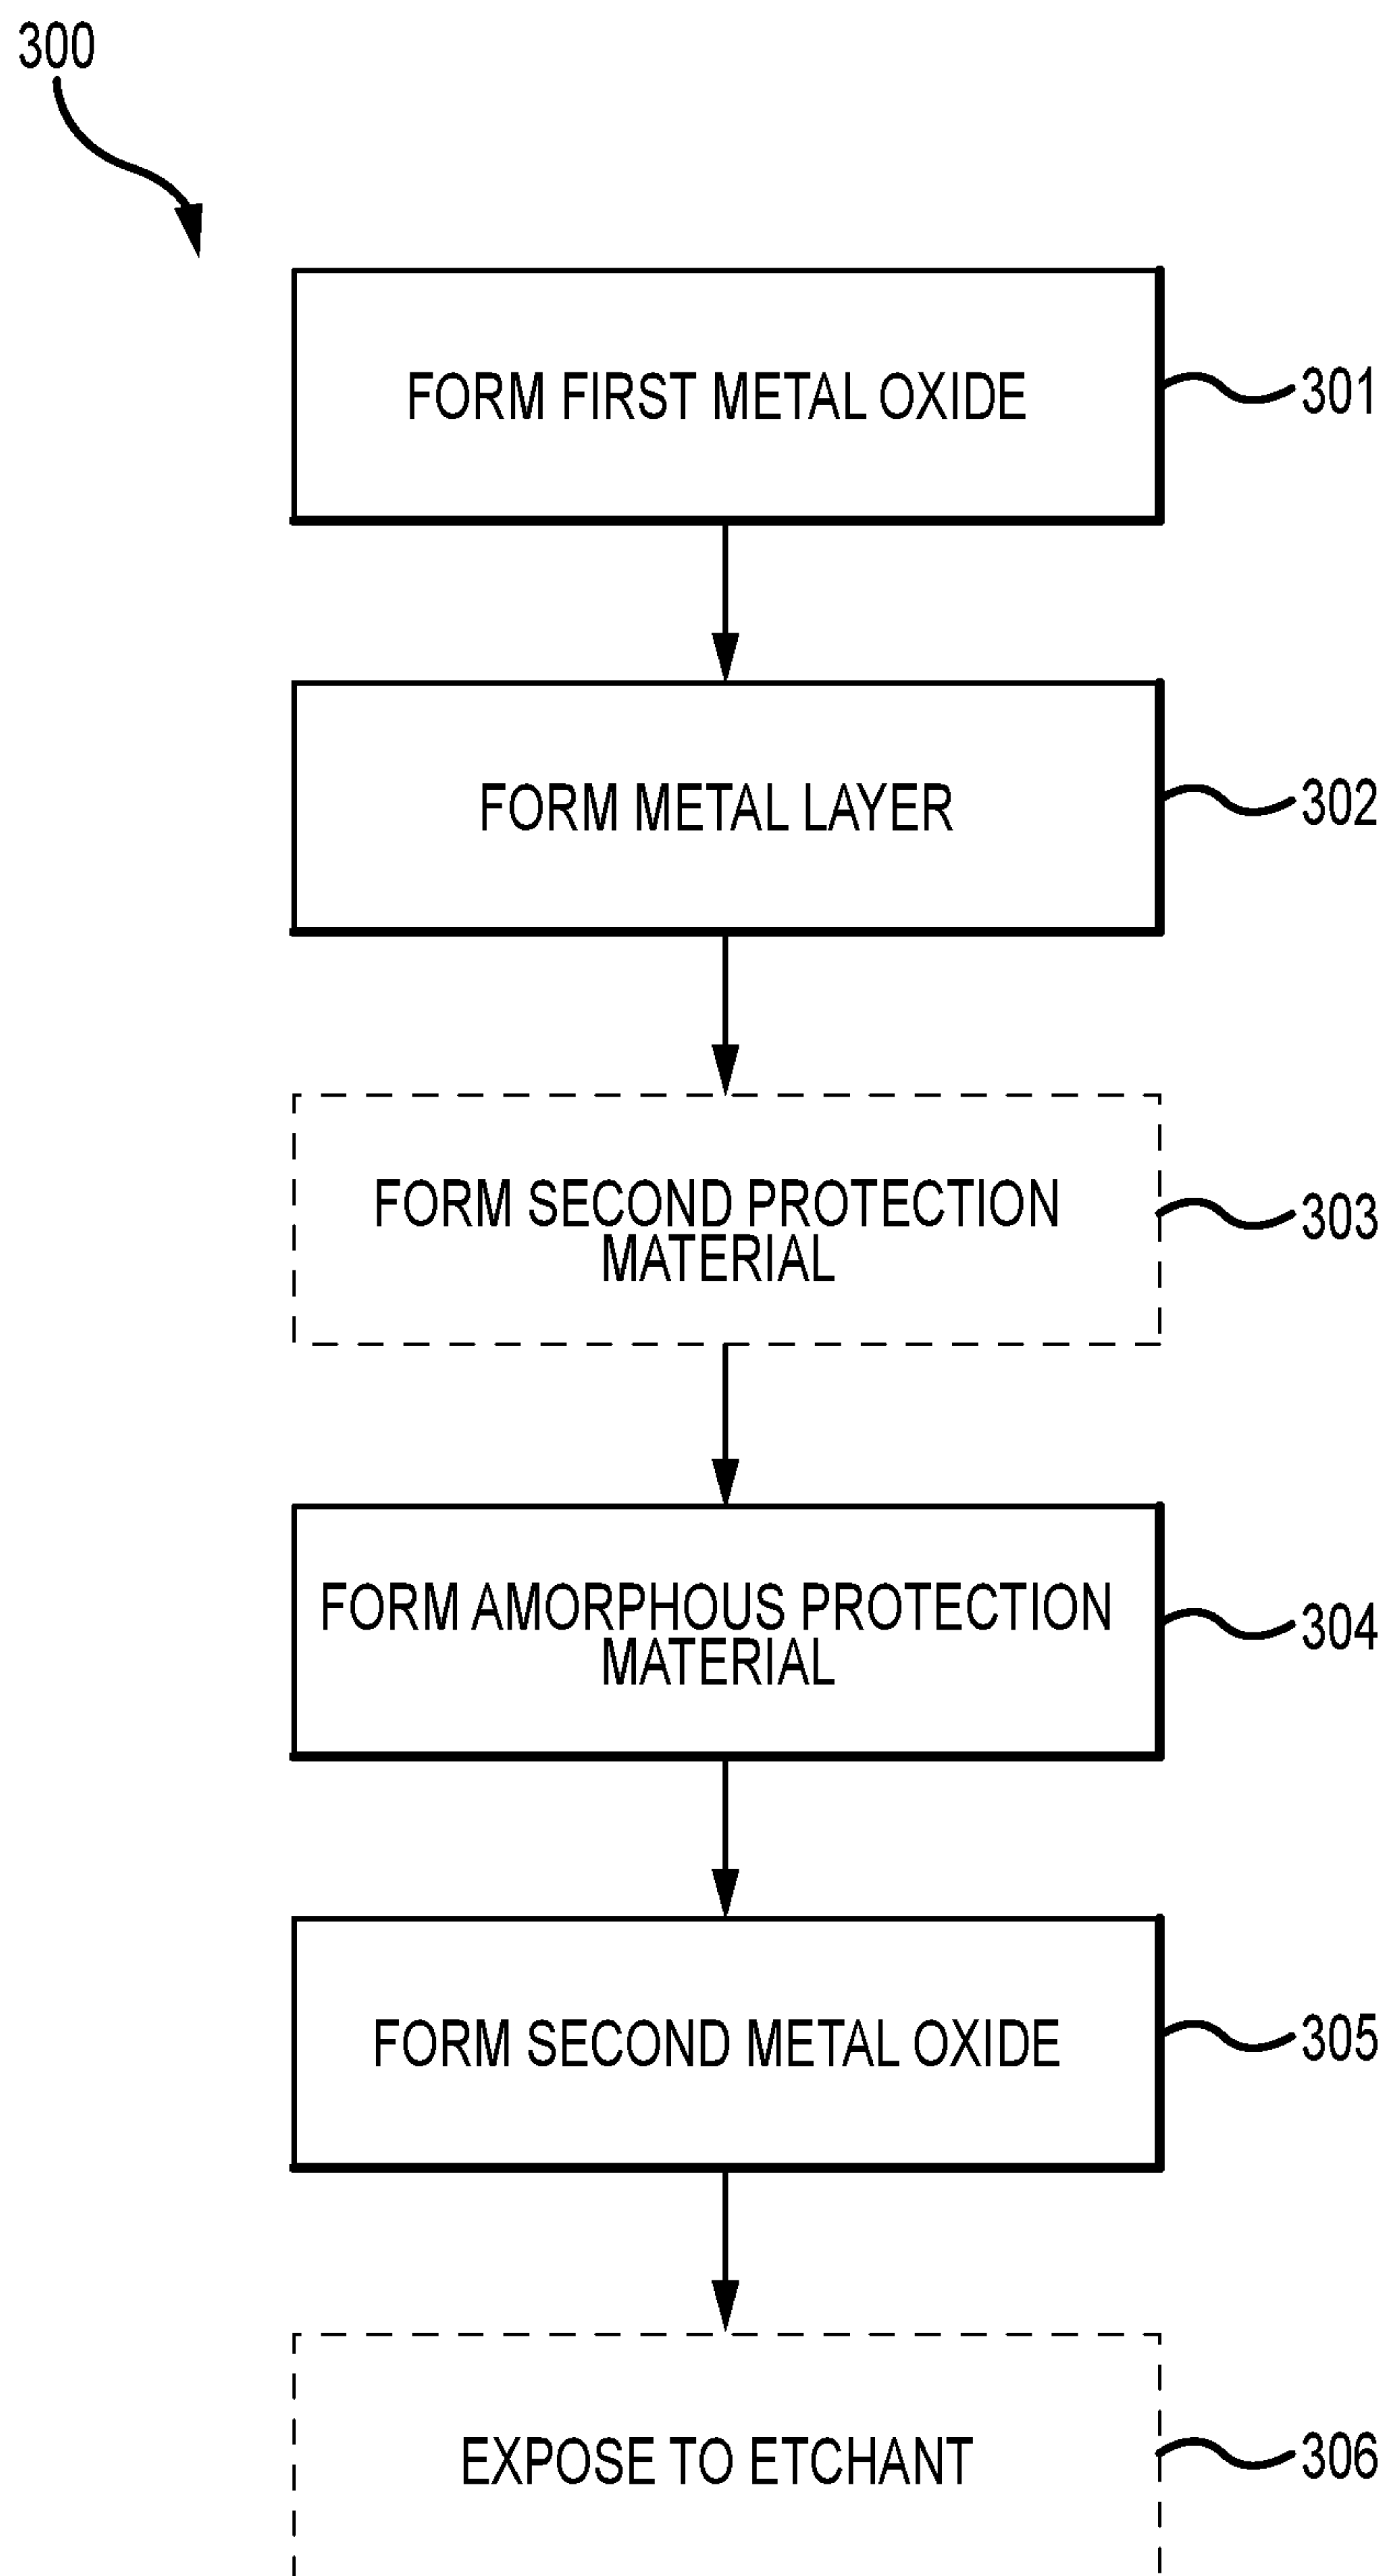 300
FORM FIRST METAL OXIDE
301
FORM METAL LAYER
302
FORM SECOND PROTECTION
MATERIAL
303
FORM AMORPHOUS PROTECTION
MATERIAL
304
FORM SECOND METAL OXIDE
305
EXPOSE TO ETCHANT
306